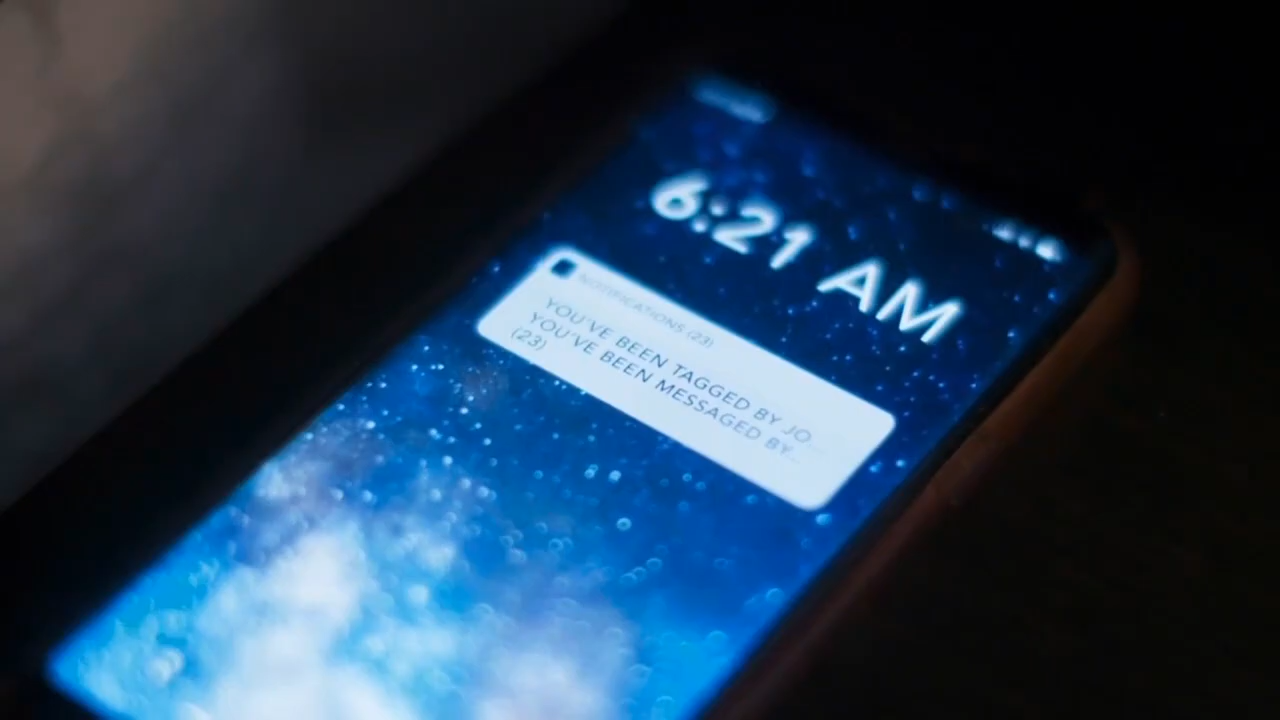 6:21 AM
NOTIFICATIONS (23)
YOU'VE BEEN TAGGED BY JO...
YOU'VE BEEN MESSAGED BY...
(23)